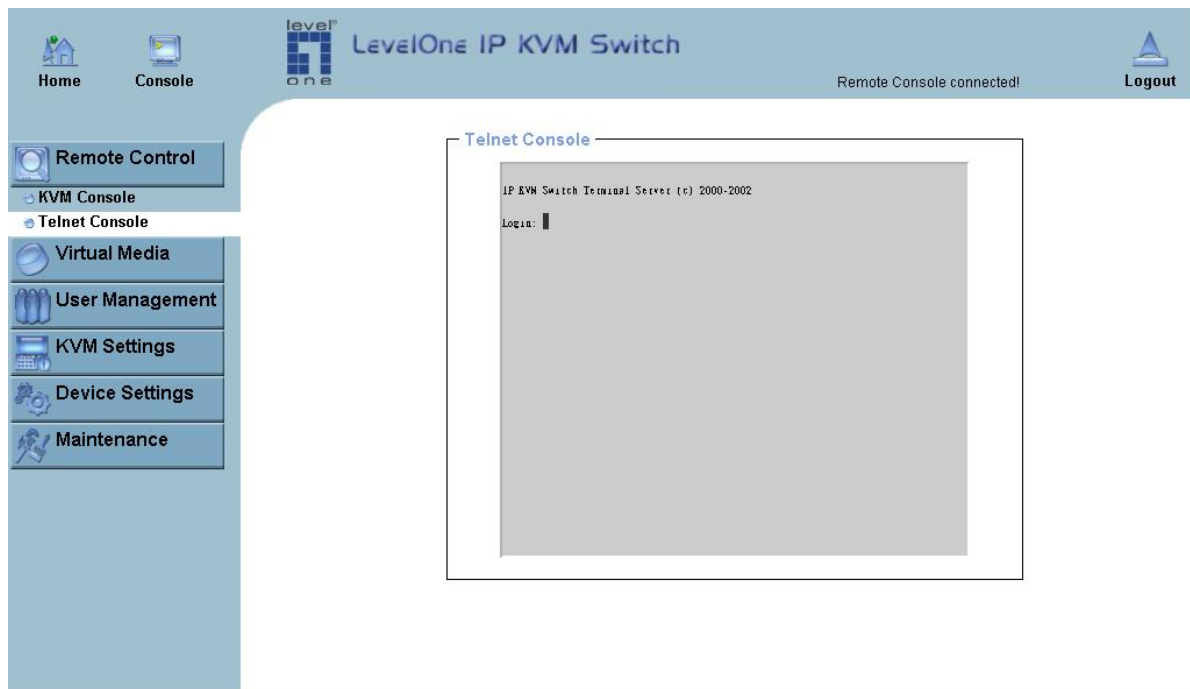 level
one
LevelOne IP KVM Switch
Home
Console
Remote Console connected!
Logout
Remote Control
KVM Console
Telnet Console
Virtual Media
User Management
KVM Settings
Device Settings
Maintenance
Telnet Console
IP KVM Switch Terminal Server (c) 2000-2002
Login: